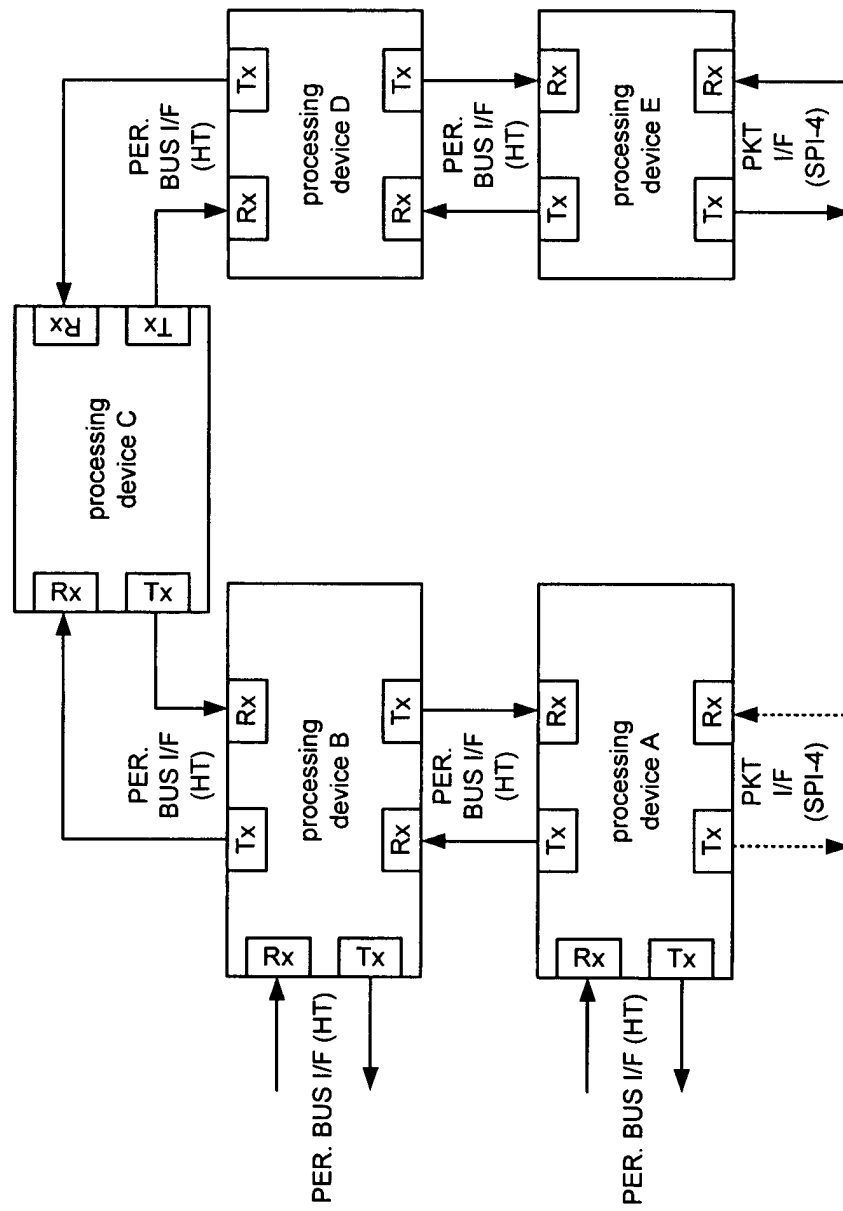 Rx
Rx
processing
device C
Tx
Tx
PER.
BUS I/F
(HT)
PER.
BUS I/F
(HT)
Tx
Rx
Rx
Tx
Rx
processing
device B
processing
device D
Tx
Rx
Tx
Rx
Tx
PER. BUS I/F (HT)
PER.
BUS I/F
(HT)
PER.
BUS I/F
(HT)
Tx
Rx
Tx
Rx
Rx
processing
device A
processing
device E
Tx
Tx
Rx
Tx
Rx
PER. BUS I/F (HT)
PKT
I/F
(SPI-4)
PKT
I/F
(SPI-4)